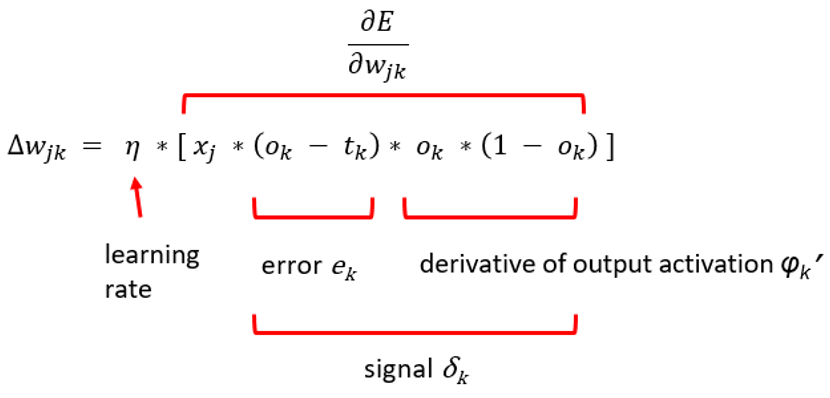 ∂E
∂w_jk
Δw_jk = η * [ x_j * (o_k − t_k) * o_k * (1 − o_k) ]
learning rate
error e_k
derivative of output activation φ_k′
signal δ_k